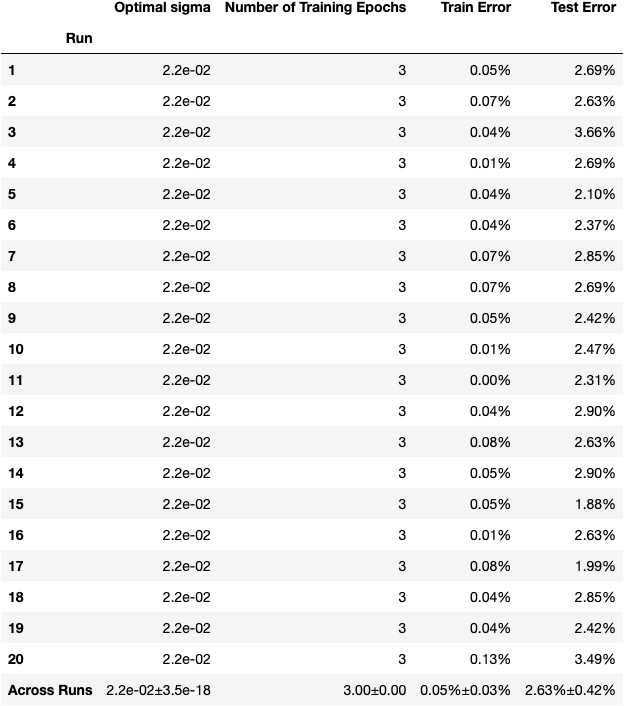 Optimal sigma Number of Training Epochs Train Error Test Error
Run
1 2.2e-02 3 0.05% 2.69%
2 2.2e-02 3 0.07% 2.63%
3 2.2e-02 3 0.04% 3.66%
4 2.2e-02 3 0.01% 2.69%
5 2.2e-02 3 0.04% 2.10%
6 2.2e-02 3 0.04% 2.37%
7 2.2e-02 3 0.07% 2.85%
8 2.2e-02 3 0.07% 2.69%
9 2.2e-02 3 0.05% 2.42%
10 2.2e-02 3 0.01% 2.47%
11 2.2e-02 3 0.00% 2.31%
12 2.2e-02 3 0.04% 2.90%
13 2.2e-02 3 0.08% 2.63%
14 2.2e-02 3 0.05% 2.90%
15 2.2e-02 3 0.05% 1.88%
16 2.2e-02 3 0.01% 2.63%
17 2.2e-02 3 0.08% 1.99%
18 2.2e-02 3 0.04% 2.85%
19 2.2e-02 3 0.04% 2.42%
20 2.2e-02 3 0.13% 3.49%
Across Runs 2.2e-02±3.5e-18 3.00±0.00 0.05%±0.03% 2.63%±0.42%